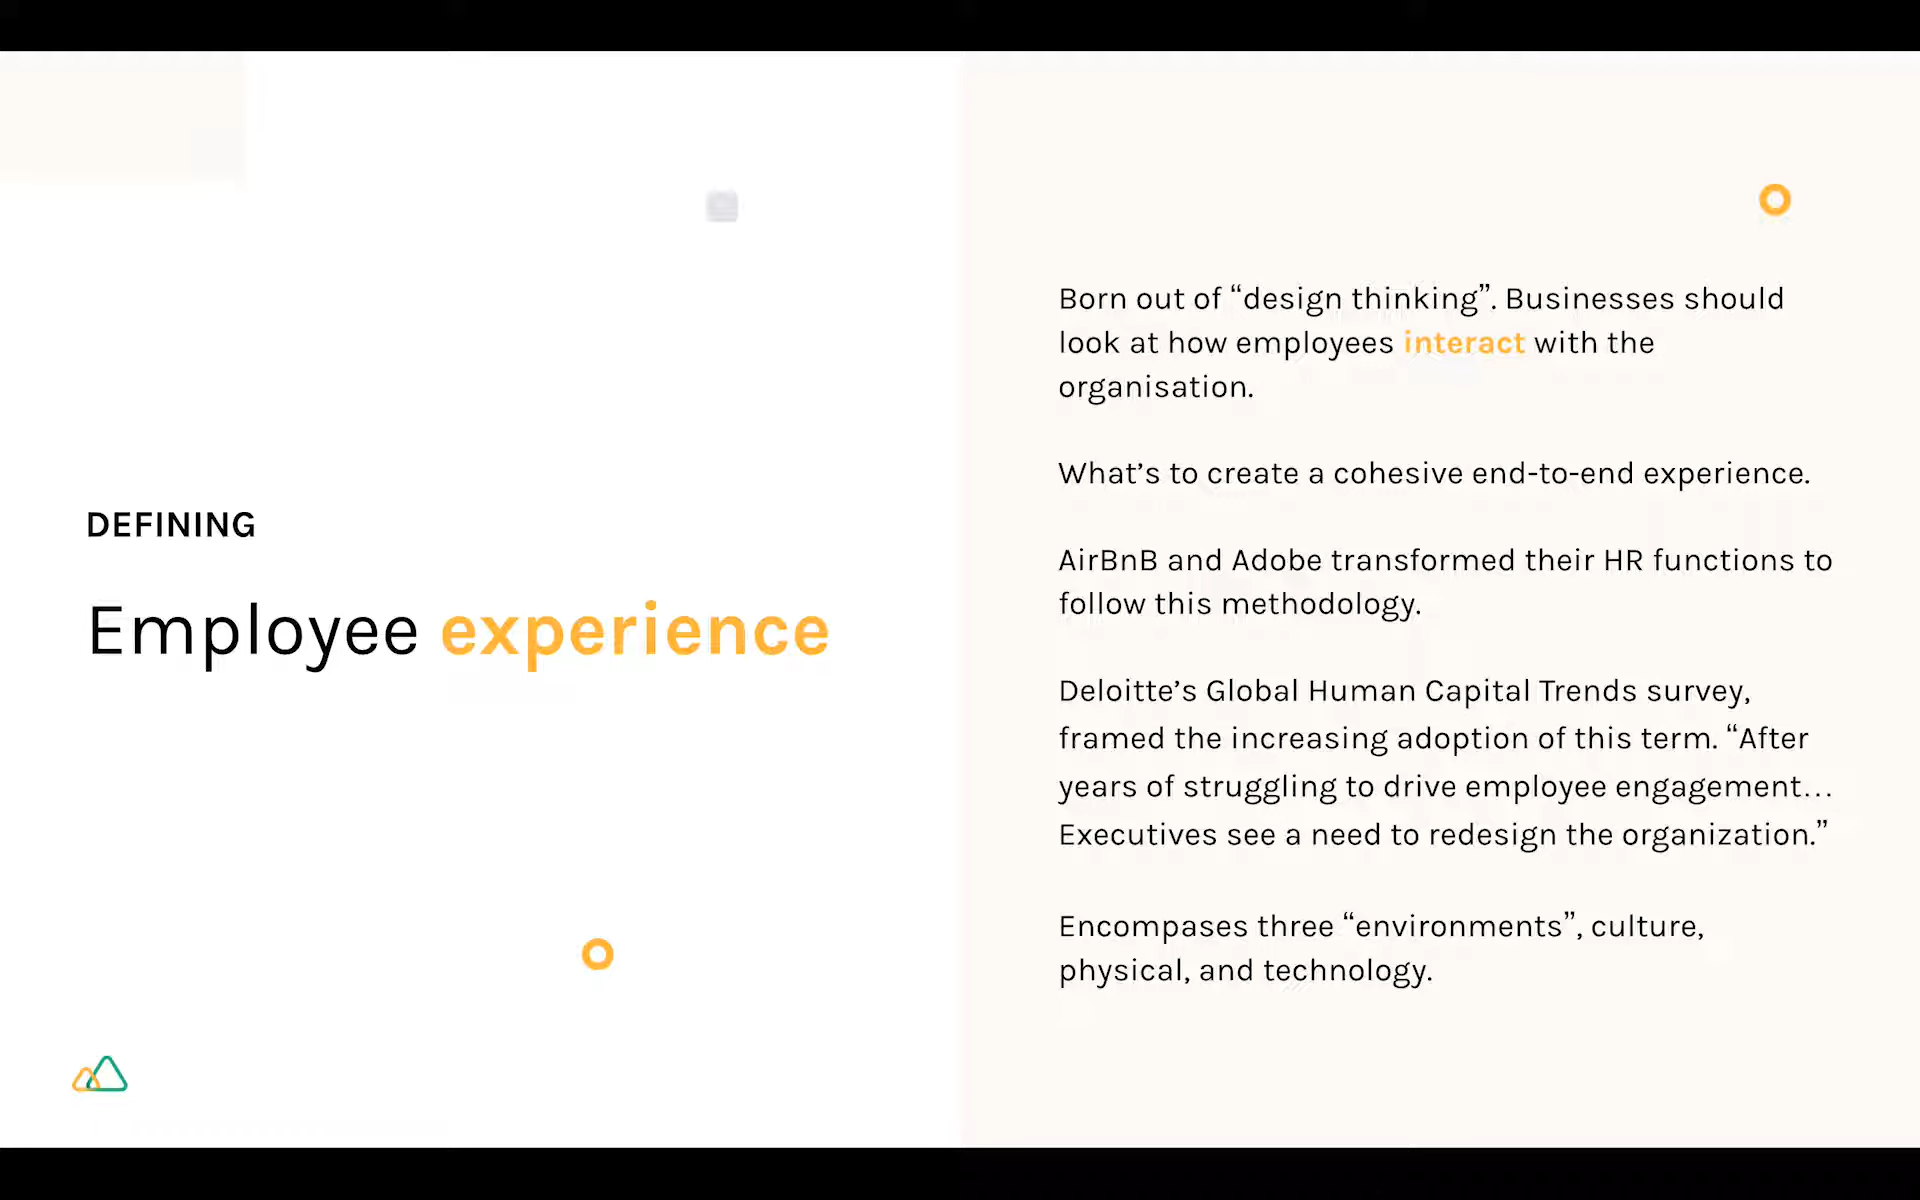 DEFINING
Employee experience
Born out of “design thinking”. Businesses should
look at how employees interact with the
organisation.
What’s to create a cohesive end-to-end experience.
AirBnB and Adobe transformed their HR functions to
follow this methodology.
Deloitte’s Global Human Capital Trends survey,
framed the increasing adoption of this term. “After
years of struggling to drive employee engagement…
Executives see a need to redesign the organization.”
Encompases three “environments”, culture,
physical, and technology.